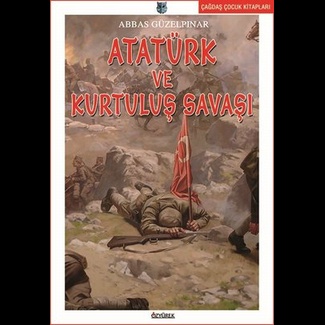 ÇAĞDAŞ ÇOCUK KİTAPLARI
ABBAS GÜZELPINAR
ATATÜRK
VE
KURTULUŞ SAVAŞI
ÖZYÜREK